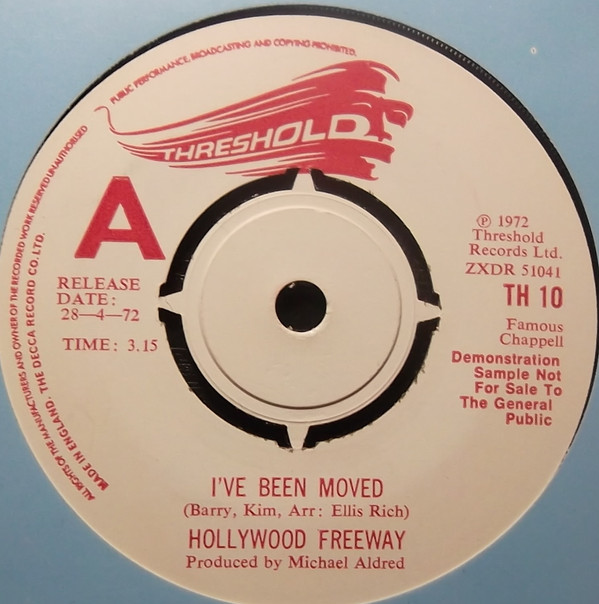 PUBLIC PERFORMANCE, BROADCASTING AND COPYING PROHIBITED.
ALL RIGHTS OF THE MANUFACTURERS AND OWNER OF THE RECORDED WORK RESERVED UNAUTHORISED
MADE IN ENGLAND. THE DECCA RECORD CO. LTD.
THRESHOLD
A
RELEASE
DATE:
28—4—72
TIME: 3.15
℗ 1972
Threshold
Records Ltd.
ZXDR 51041
TH 10
Famous
Chappell
Demonstration
Sample Not
For Sale To
The General
Public
I'VE BEEN MOVED
(Barry, Kim, Arr: Ellis Rich)
HOLLYWOOD FREEWAY
Produced by Michael Aldred